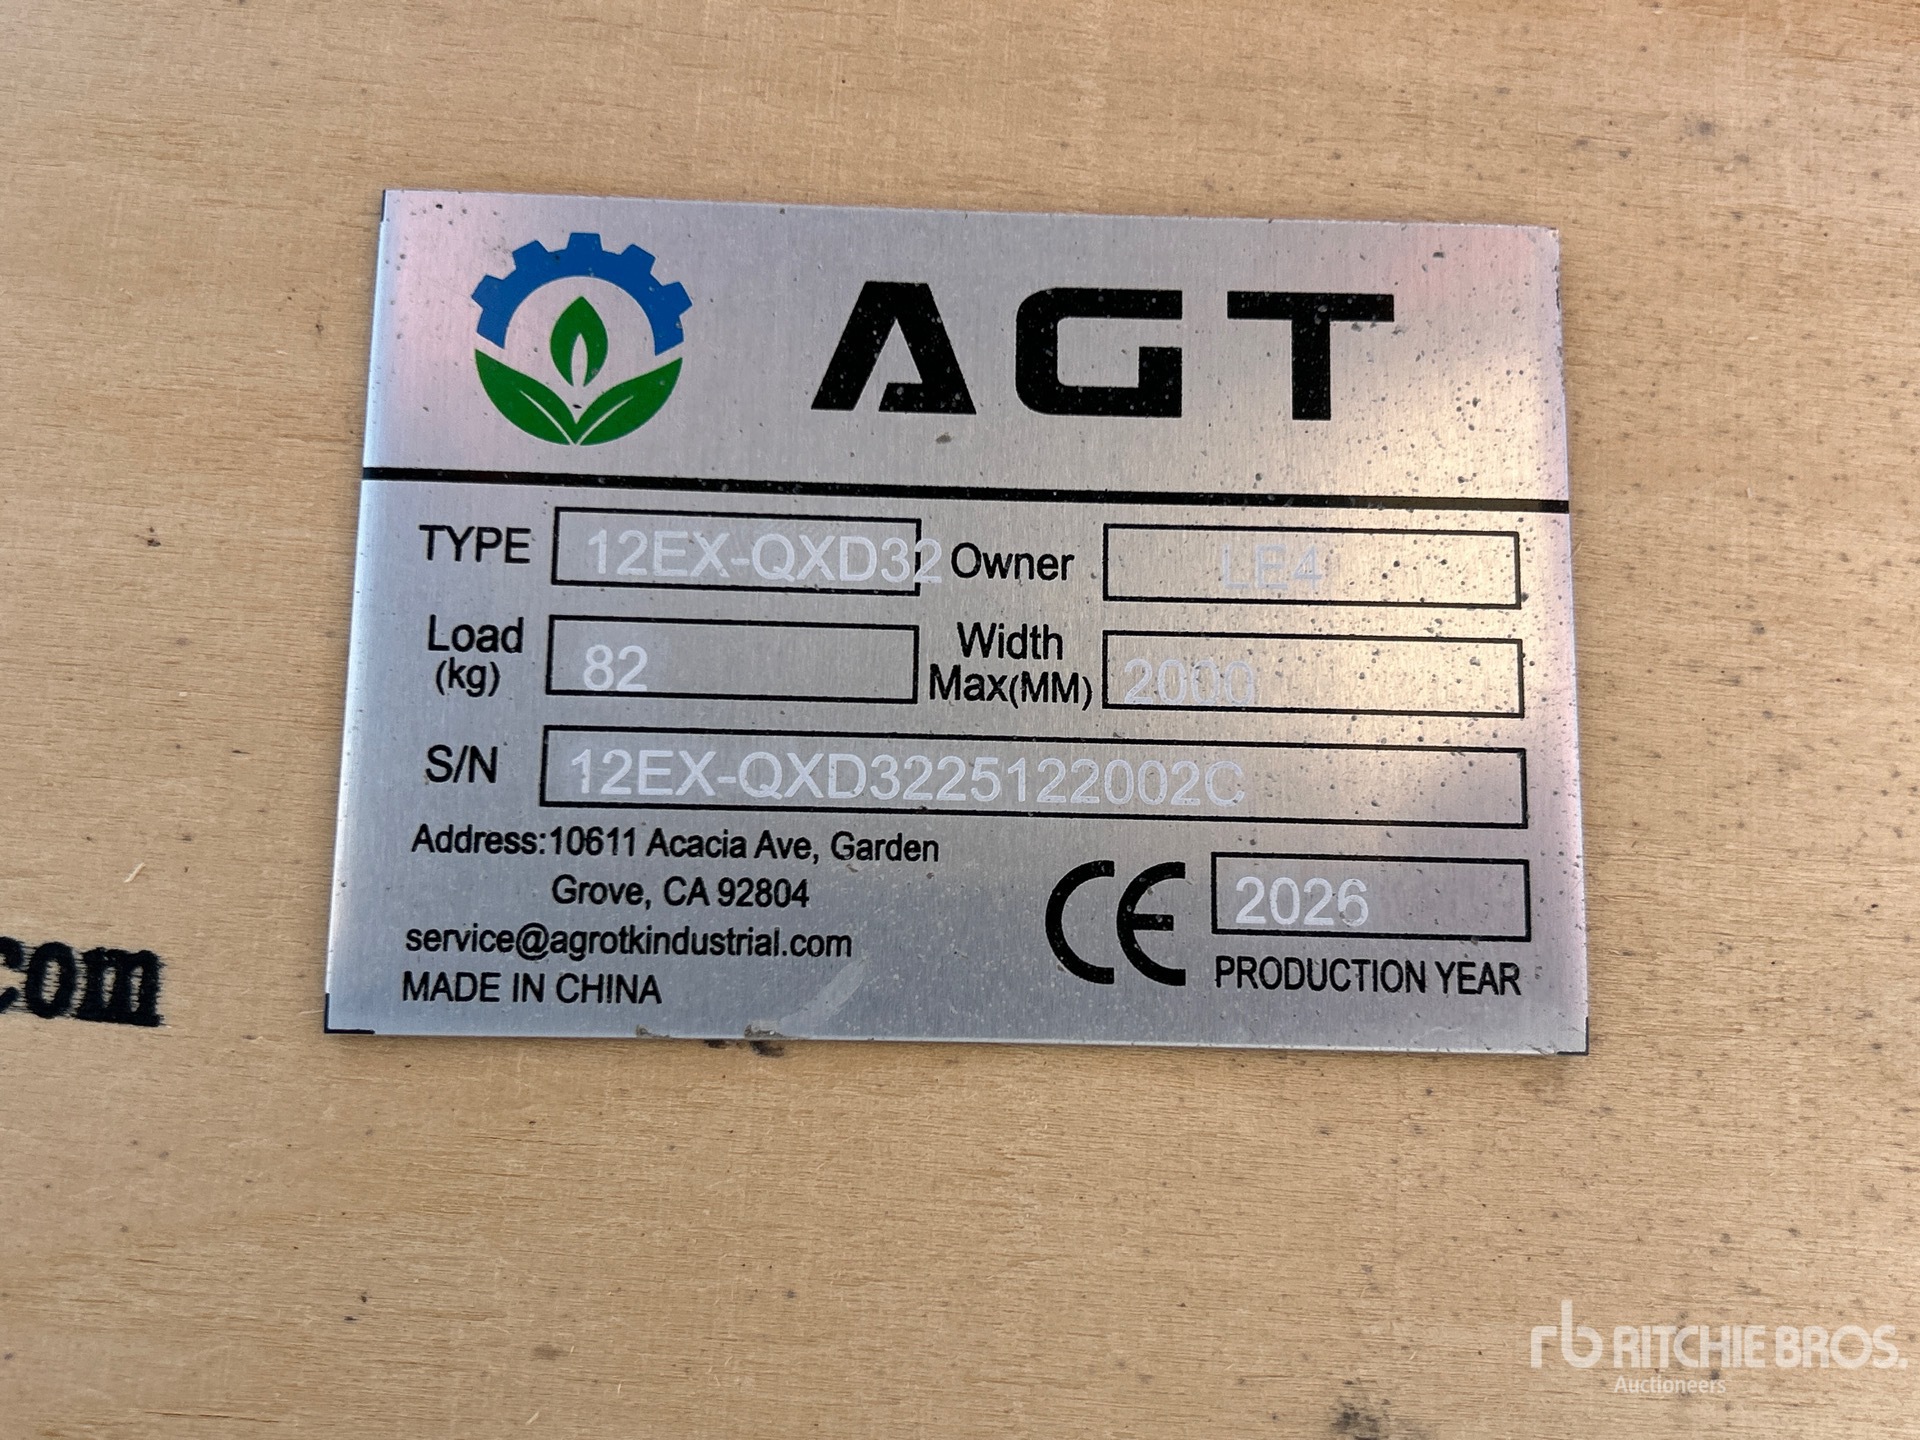 AGT
TYPE 12EX-QXD32 Owner LE4
Load (kg) 82 Width Max(MM) 2000
S/N 12EX-QXD3225122002C
Address:10611 Acacia Ave, Garden
Grove, CA 92804
service@agrotkindustrial.com
MADE IN CHINA
CE 2026
PRODUCTION YEAR
com
rb RITCHIE BROS.
Auctioneers